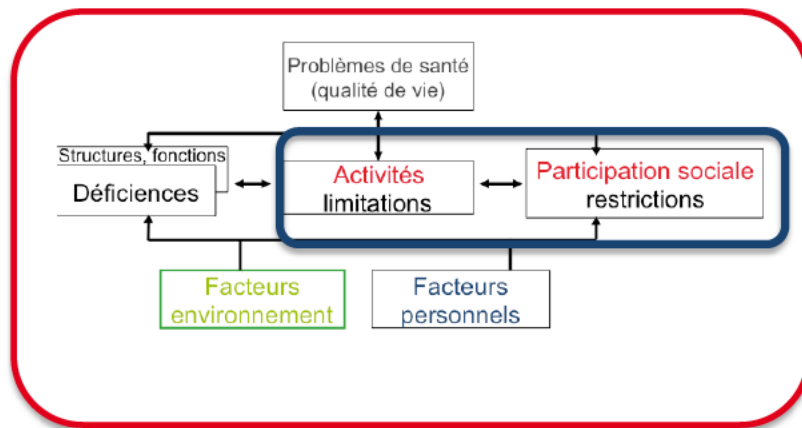 Problèmes de santé
(qualité de vie)
Structures, fonctions
Déficiences
Activités
limitations
Participation sociale
restrictions
Facteurs
environnement
Facteurs
personnels